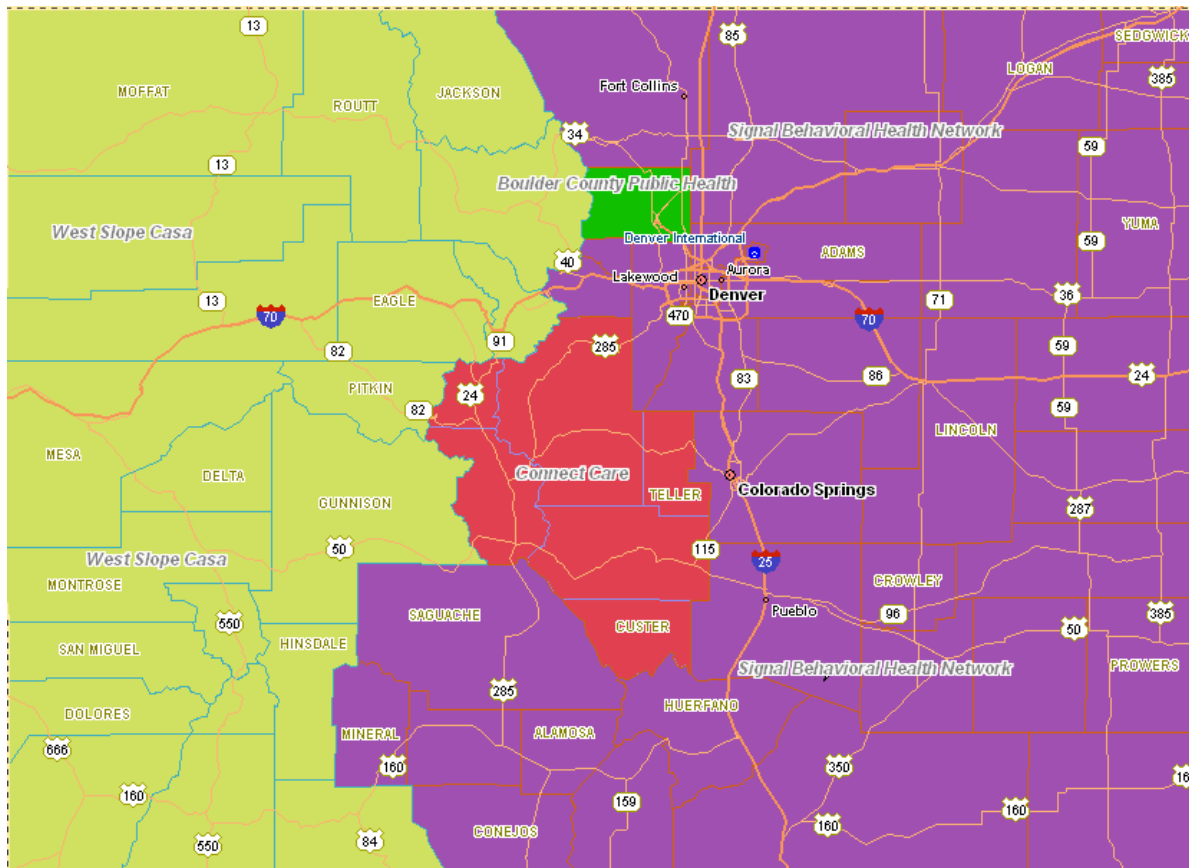 13
85
SEDGWICK
LOGAN
385
MOFFAT
JACKSON
Fort Collins
ROUTT
34
Signal Behavioral Health Network
59
13
Boulder County Public Health
West Slope Casa
YUMA
Denver International
59
ADAMS
40
Lakewood
Aurora
Denver
36
13
EAGLE
71
70
470
70
91
285
59
82
PITKIN
24
83
86
24
82
59
MESA
LINCOLN
DELTA
Connect Care
GUNNISON
TELLER
Colorado Springs
287
50
115
West Slope Casa
25
MONTROSE
CROWLEY
SAGUACHE
Pueblo
96
385
550
CUSTER
50
HINSDALE
SAN MIGUEL
Signal Behavioral Health Network
PROWERS
285
DOLORES
HUERFANO
MINERAL
ALAMOSA
666
160
350
160
159
160
160
CONEJOS
84
550